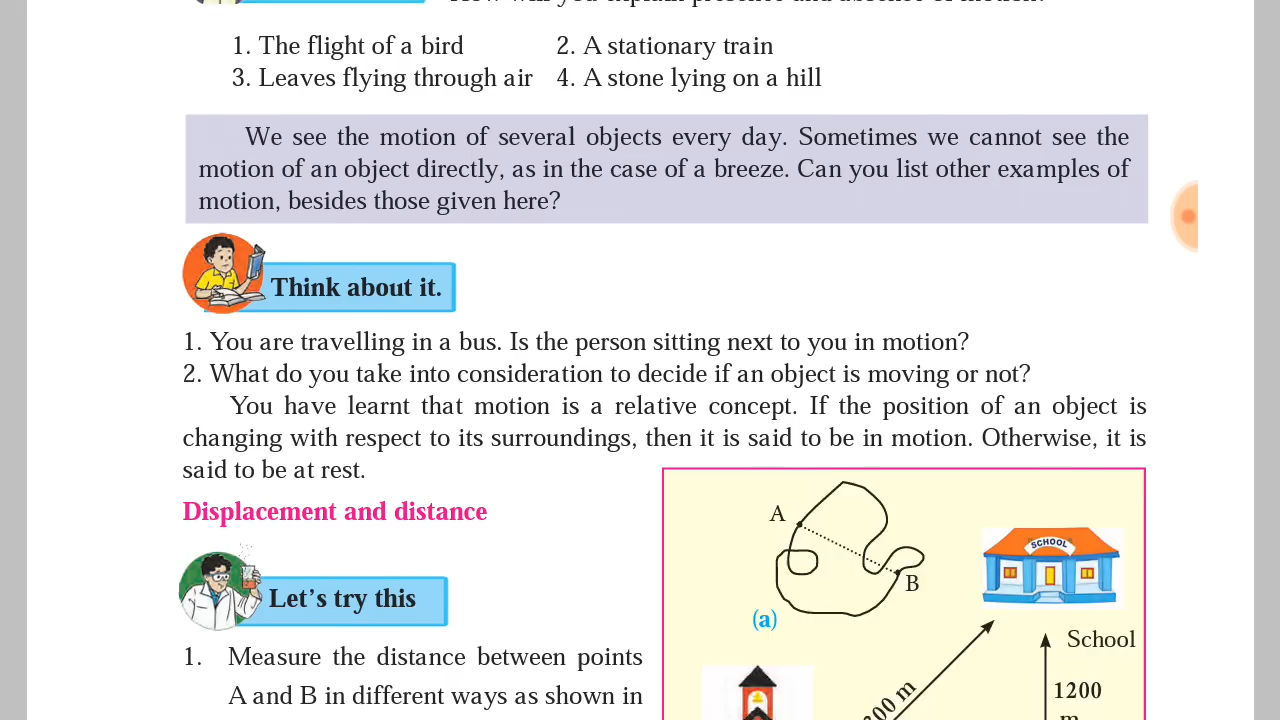 1. The flight of a bird 2. A stationary train
3. Leaves flying through air 4. A stone lying on a hill
We see the motion of several objects every day. Sometimes we cannot see the
motion of an object directly, as in the case of a breeze. Can you list other examples of
motion, besides those given here?
Think about it.
1. You are travelling in a bus. Is the person sitting next to you in motion?
2. What do you take into consideration to decide if an object is moving or not?
You have learnt that motion is a relative concept. If the position of an object is
changing with respect to its surroundings, then it is said to be in motion. Otherwise, it is
said to be at rest.
Displacement and distance
Let's try this
1. Measure the distance between points
A and B in different ways as shown in
A
B
(a)
SCHOOL
School
1200
m
00 m